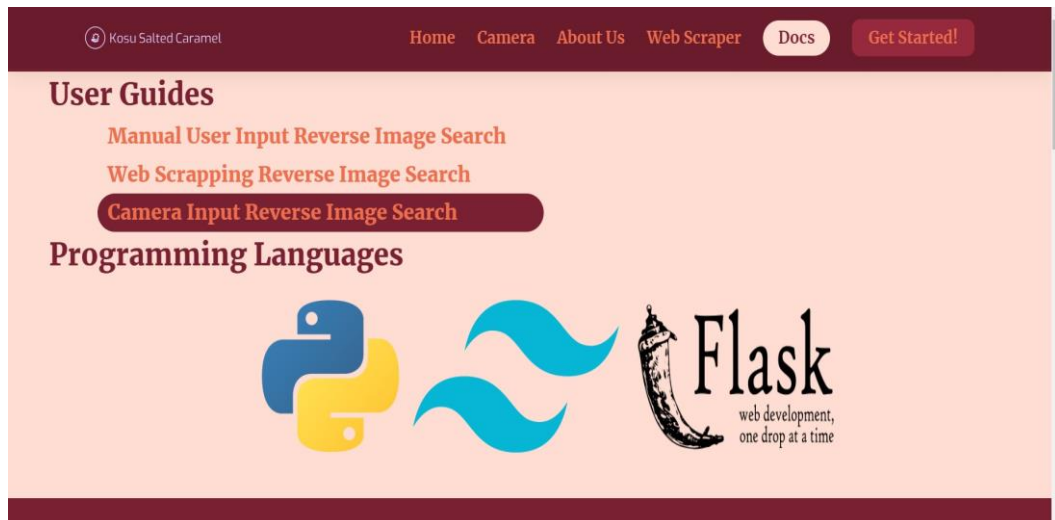 Kosu Salted Caramel Home Camera About Us Web Scraper Docs Get Started!
User Guides
Manual User Input Reverse Image Search
Web Scrapping Reverse Image Search
Camera Input Reverse Image Search
Programming Languages
Flask
web development,
one drop at a time